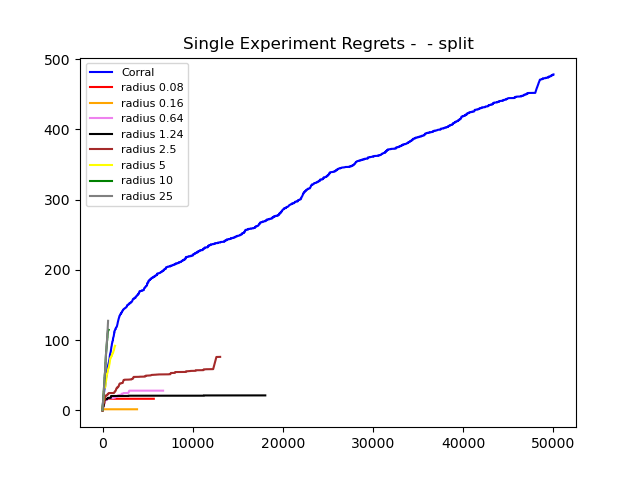 Single Experiment Regrets -  - split
500
400
300
200
100
0
Corral
radius 0.08
radius 0.16
radius 0.64
radius 1.24
radius 2.5
radius 5
radius 10
radius 25
0 10000 20000 30000 40000 50000